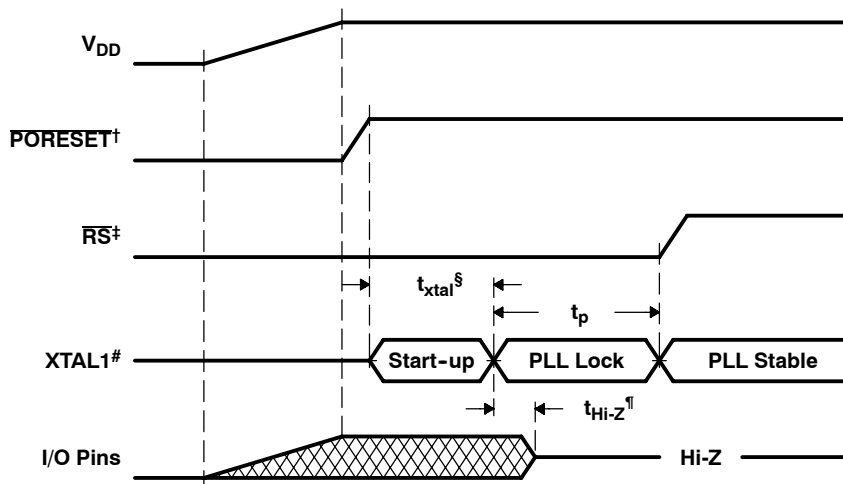 V_DD
PORESET†
RS‡
t_xtal§
t_p
XTAL1#
Start-up
PLL Lock
PLL Stable
t_Hi-Z¶
I/O Pins
Hi-Z